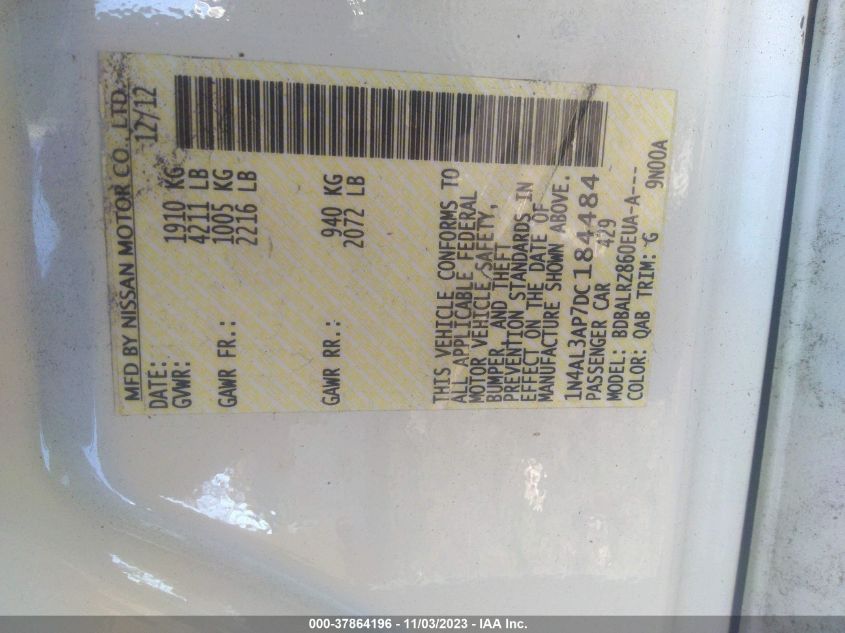 MFD BY NISSAN MOTOR CO.,LTD.
DATE: 12/12
GVWR: 1910 KG
4211 LB
GAWR FR.: 1005 KG
2216 LB
GAWR RR.: 940 KG
2072 LB
THIS VEHICLE CONFORMS TO
ALL APPLICABLE FEDERAL
MOTOR VEHICLE SAFETY,
BUMPER, AND THEFT
PREVENTION STANDARDS IN
EFFECT ON THE DATE OF
MANUFACTURE SHOWN ABOVE.
1N4AL3AP7DC184484
PASSENGER CAR 429
MODEL: BDBALRZ860EUA-A---
COLOR: QAB TRIM: G 9N00A
000-37864196 - 11/03/2023 - IAA Inc.